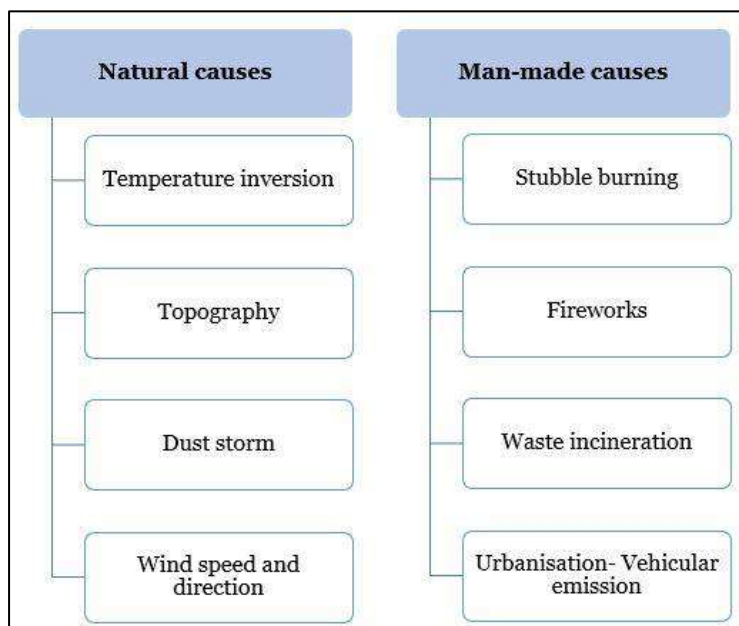 Natural causes
Temperature inversion
Topography
Dust storm
Wind speed and
direction
Man-made causes
Stubble burning
Fireworks
Waste incineration
Urbanisation- Vehicular
emission